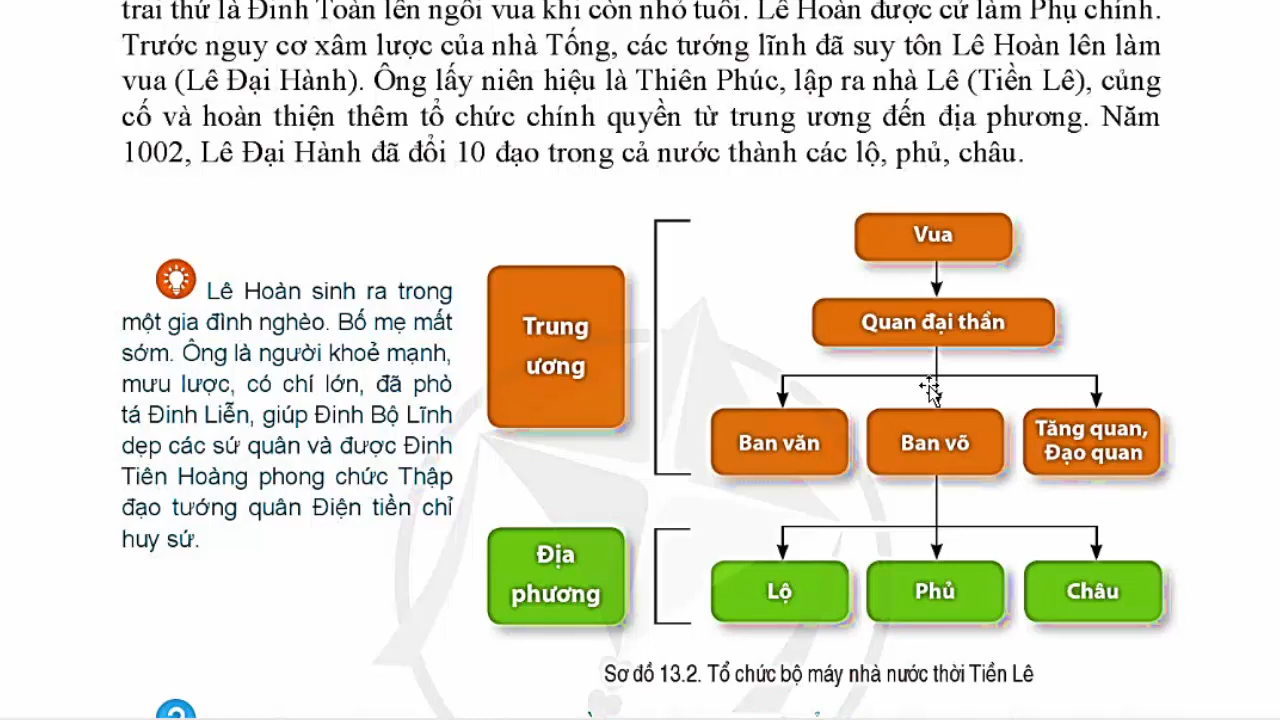 trai thứ là Đinh Toàn lên ngôi vua khi còn nhỏ tuổi. Lê Hoàn được cử làm Phụ chính.
Trước nguy cơ xâm lược của nhà Tống, các tướng lĩnh đã suy tôn Lê Hoàn lên làm
vua (Lê Đại Hành). Ông lấy niên hiệu là Thiên Phúc, lập ra nhà Lê (Tiền Lê), củng
cố và hoàn thiện thêm tổ chức chính quyền từ trung ương đến địa phương. Năm
1002, Lê Đại Hành đã đổi 10 đạo trong cả nước thành các lộ, phủ, châu.
Lê Hoàn sinh ra trong
một gia đình nghèo. Bố mẹ mất
sớm. Ông là người khoẻ mạnh,
mưu lược, có chí lớn, đã phò
tá Đinh Liễn, giúp Đinh Bộ Lĩnh
dẹp các sứ quân và được Đinh
Tiên Hoàng phong chức Thập
đạo tướng quân Điện tiền chỉ
huy sứ.
Trung
ương
Vua
Quan đại thần
Ban văn
Ban võ
Tăng quan,
Đạo quan
Địa
phương
Lộ
Phủ
Châu
Sơ đồ 13.2. Tổ chức bộ máy nhà nước thời Tiền Lê